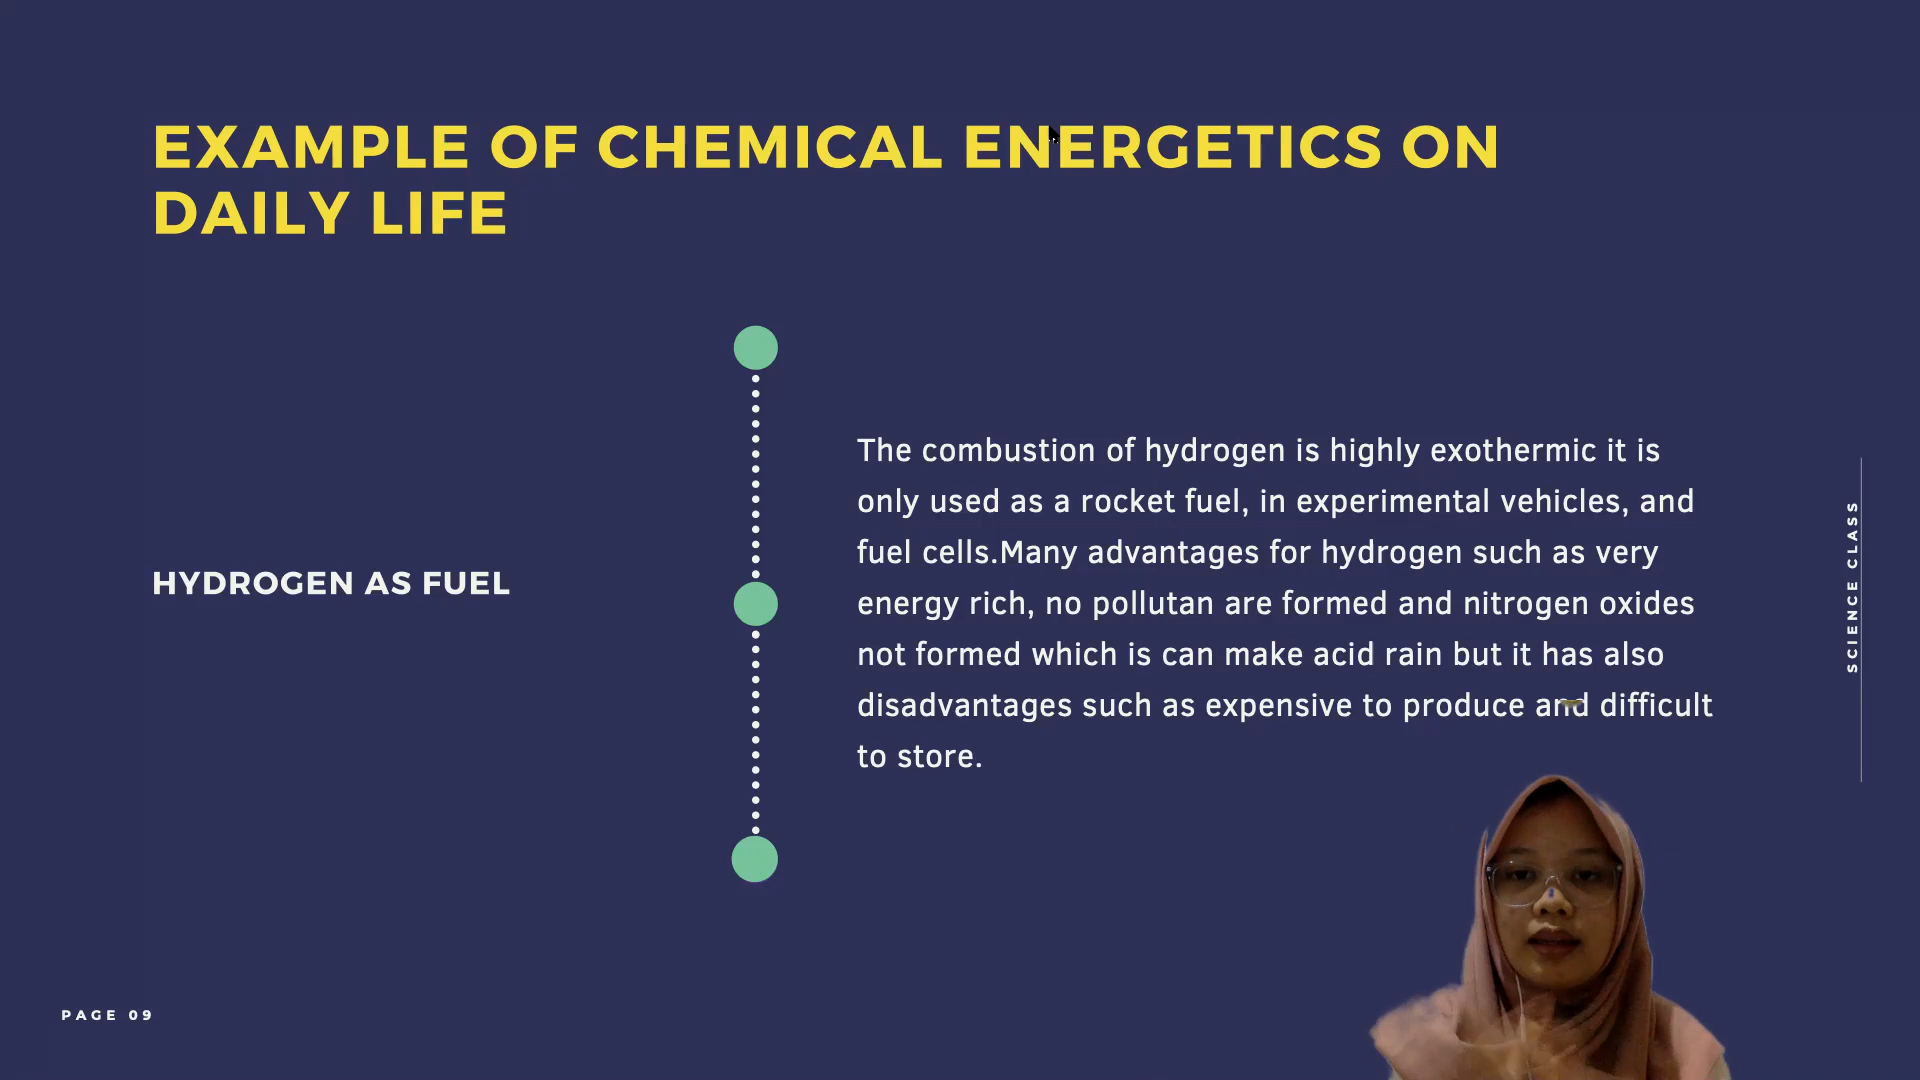 EXAMPLE OF CHEMICAL ENERGETICS ON
DAILY LIFE
HYDROGEN AS FUEL
The combustion of hydrogen is highly exothermic it is
only used as a rocket fuel, in experimental vehicles, and
fuel cells.Many advantages for hydrogen such as very
energy rich, no pollutan are formed and nitrogen oxides
not formed which is can make acid rain but it has also
disadvantages such as expensive to produce and difficult
to store.
SCIENCE CLASS
PAGE 09